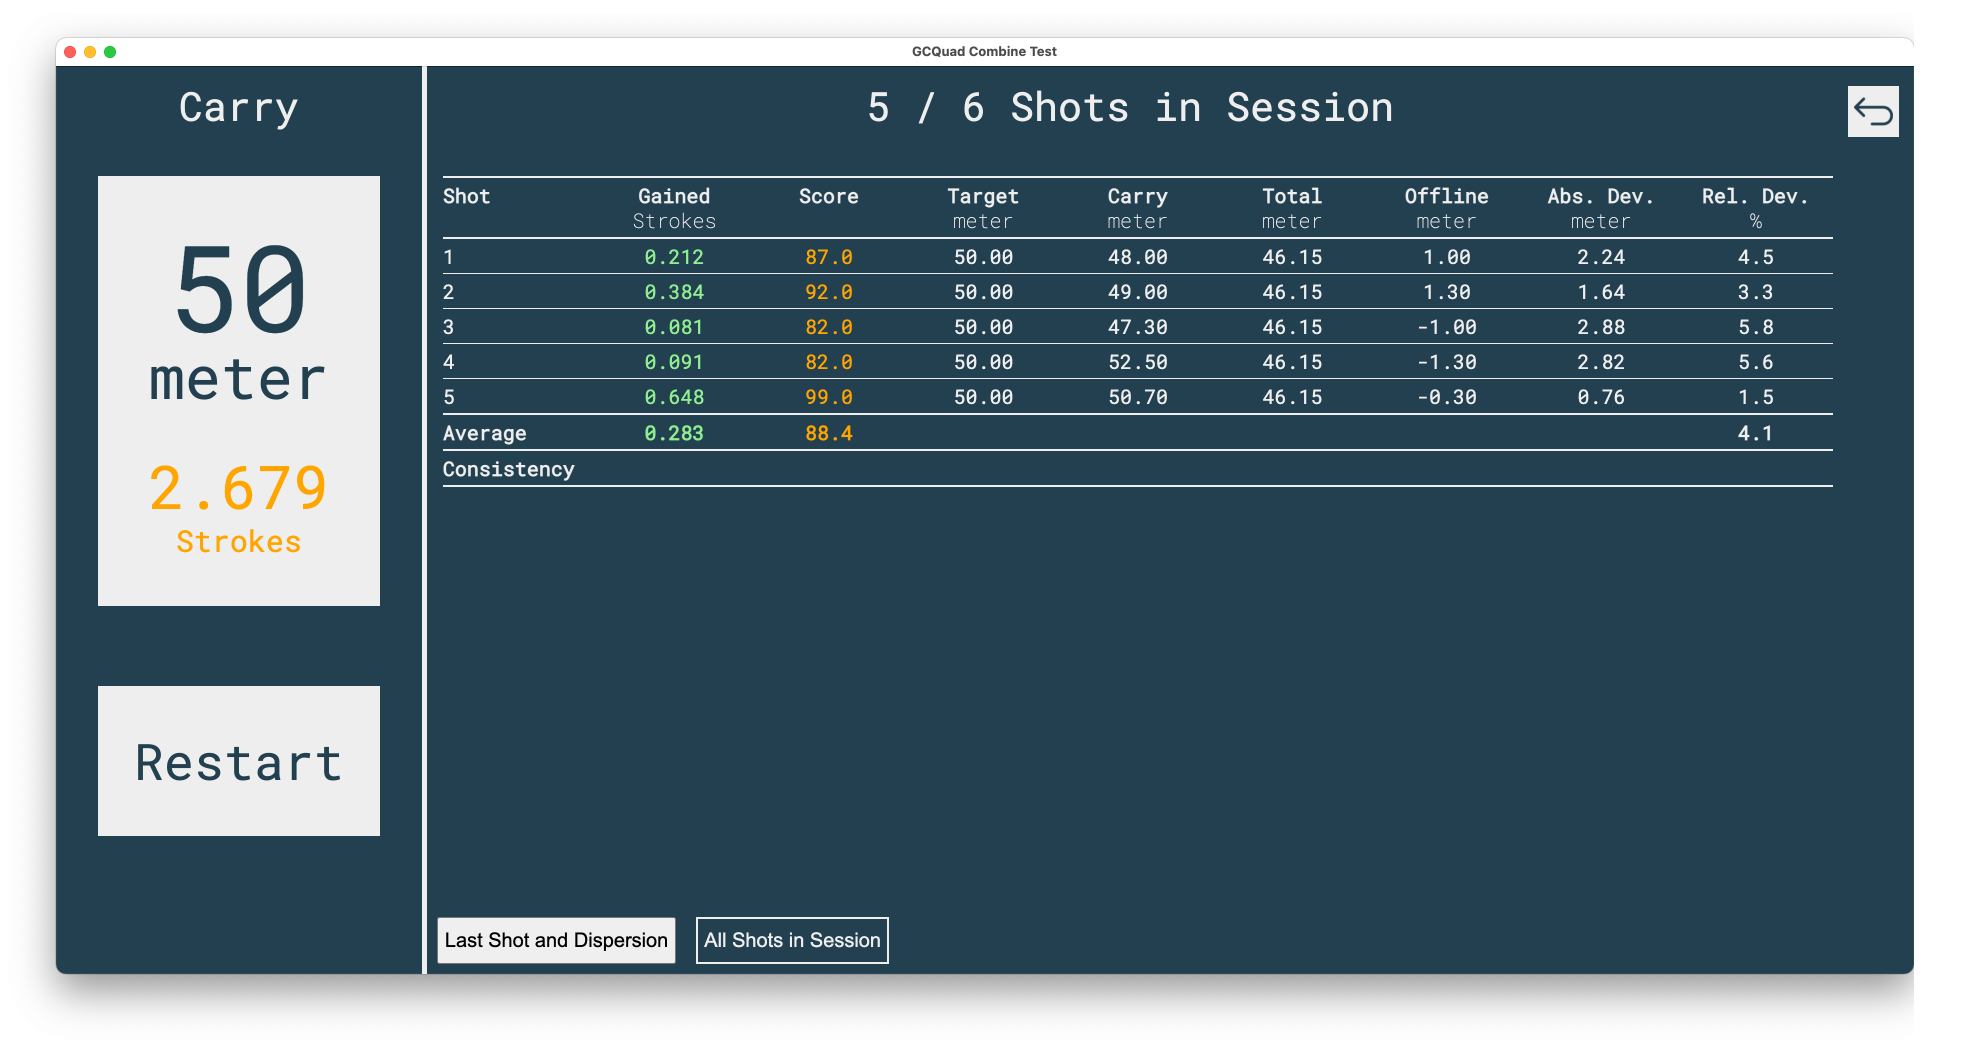 GCQuad Combine Test
Carry
50
meter
2.679
Strokes
Restart
5 / 6 Shots in Session
Shot Gained Score Target Carry Total Offline Abs. Dev. Rel. Dev.
Strokes meter meter meter meter meter %
1 0.212 87.0 50.00 48.00 46.15 1.00 2.24 4.5
2 0.384 92.0 50.00 49.00 46.15 1.30 1.64 3.3
3 0.081 82.0 50.00 47.30 46.15 -1.00 2.88 5.8
4 0.091 82.0 50.00 52.50 46.15 -1.30 2.82 5.6
5 0.648 99.0 50.00 50.70 46.15 -0.30 0.76 1.5
Average 0.283 88.4 4.1
Consistency
Last Shot and Dispersion All Shots in Session